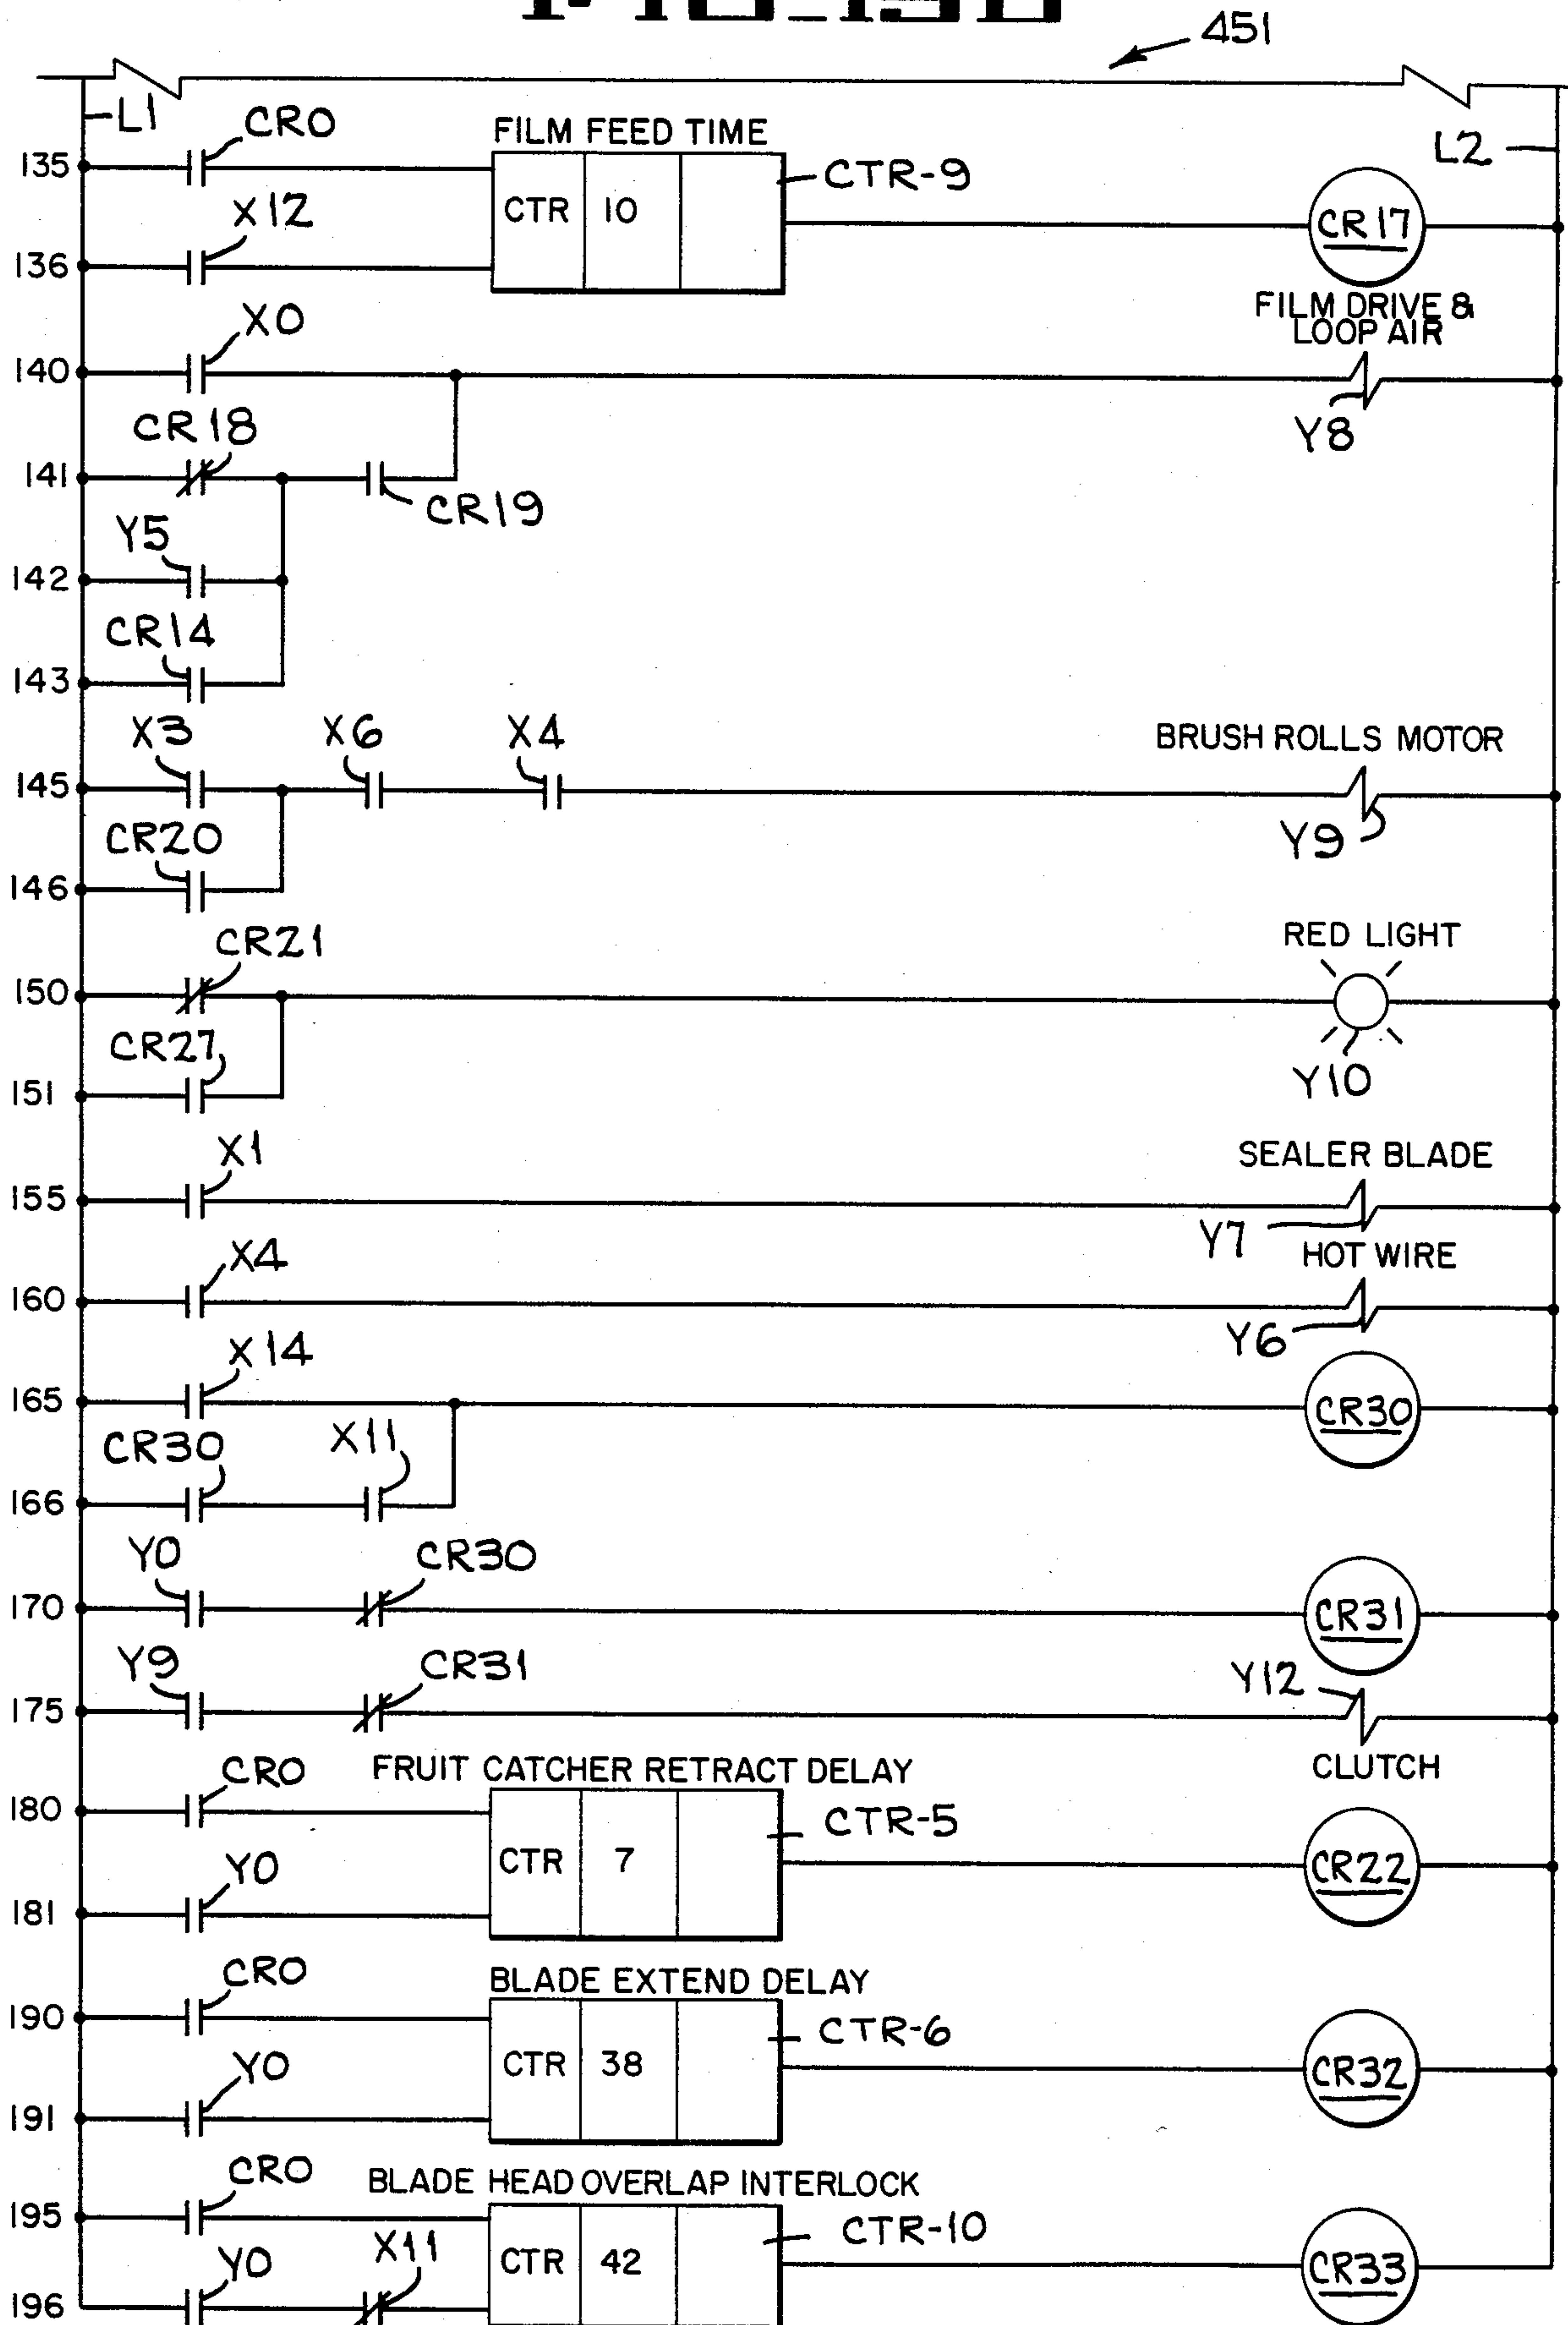 451
L1
CR0
FILM FEED TIME
L2
135
CTR 10
CTR-9
CR17
X12
136
FILM DRIVE &
LOOP AIR
X0
140
Y8
CR18
141
CR19
Y5
142
CR14
143
X3 X6 X4
BRUSH ROLLS MOTOR
145
Y9
CR20
146
CR21
RED LIGHT
150
CR27
Y10
151
X1
SEALER BLADE
155
Y7
X4
HOT WIRE
160
Y6
X14
165
CR30
CR30 X11
166
Y0 CR30
170
CR31
Y9 CR31
Y12
175
CLUTCH
CR0
FRUIT CATCHER RETRACT DELAY
180
CTR-5
CTR 7
CR22
Y0
181
CR0
BLADE EXTEND DELAY
190
CTR-6
CTR 38
CR32
Y0
191
CR0
BLADE HEAD OVERLAP INTERLOCK
195
CTR-10
CTR 42
CR33
Y0 X11
196